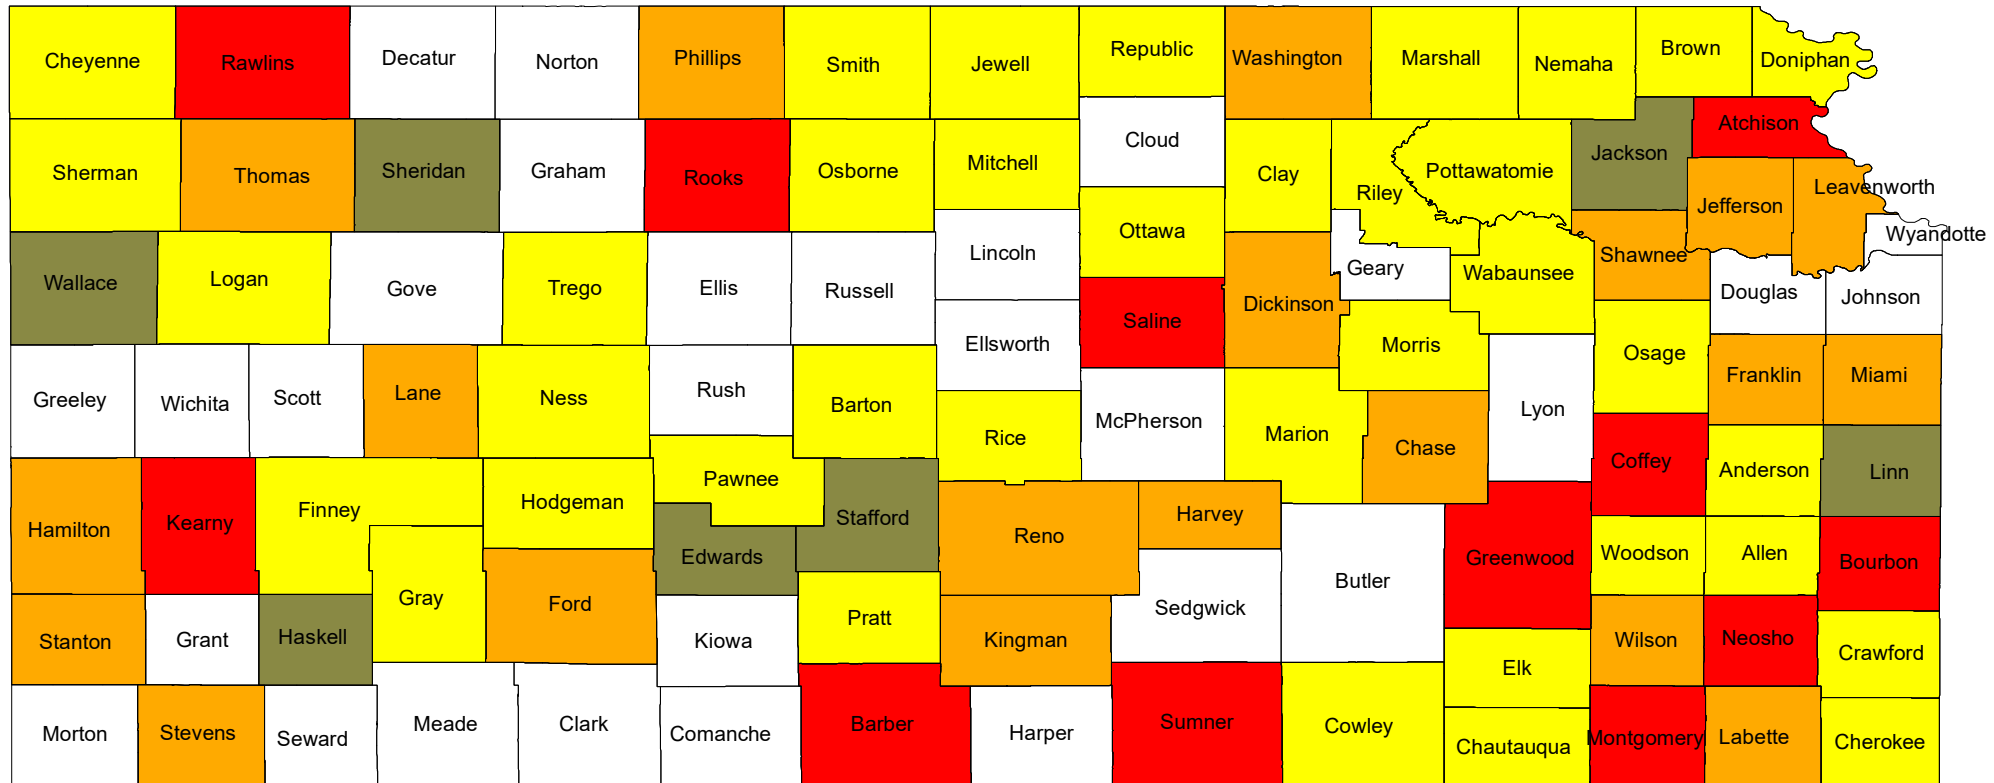 Cheyenne
Rawlins
Decatur
Norton
Phillips
Smith
Jewell
Republic
Washington
Marshall
Nemaha
Brown
Doniphan
Sherman
Thomas
Sheridan
Graham
Rooks
Osborne
Mitchell
Cloud
Clay
Riley
Pottawatomie
Jackson
Atchison
Jefferson
Leavenworth
Wyandotte
Wallace
Logan
Gove
Trego
Ellis
Russell
Lincoln
Ottawa
Saline
Dickinson
Geary
Wabaunsee
Shawnee
Douglas
Johnson
Greeley
Wichita
Scott
Lane
Ness
Rush
Barton
Ellsworth
Rice
McPherson
Marion
Morris
Chase
Lyon
Osage
Franklin
Miami
Hamilton
Kearny
Finney
Gray
Hodgeman
Pawnee
Edwards
Stafford
Reno
Harvey
Butler
Greenwood
Coffey
Anderson
Linn
Woodson
Allen
Bourbon
Stanton
Grant
Haskell
Ford
Kiowa
Pratt
Kingman
Sedgwick
Elk
Wilson
Neosho
Crawford
Morton
Stevens
Seward
Meade
Clark
Comanche
Barber
Harper
Sumner
Cowley
Chautauqua
Montgomery
Labette
Cherokee